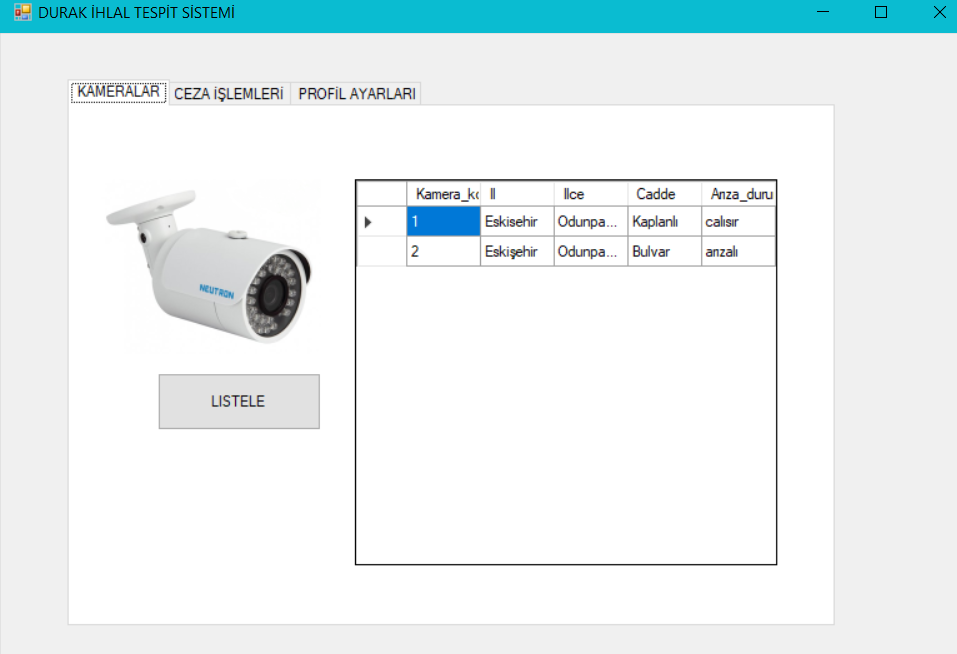 DURAK İHLAL TESPİT SİSTEMİ
KAMERALAR CEZA İŞLEMLERİ PROFİL AYARLARI
Kamera_kc Il Ilce Cadde Arıza_duru
1 Eskisehir Odunpa... Kaplanlı calısır
2 Eskişehir Odunpa... Bulvar arızalı
NEUTRON
LISTELE